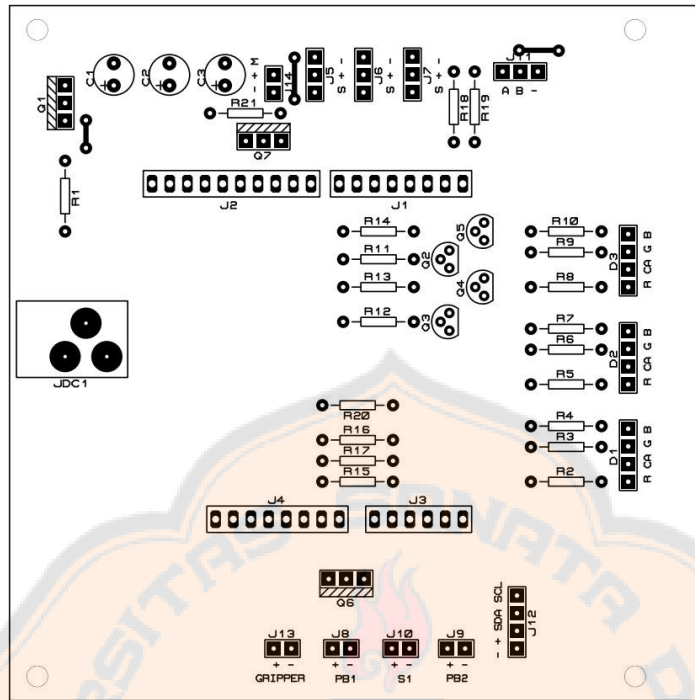 C1
C2
C3
- + M
J14
J5
S + -
J6
S + -
J7
S + -
J11
A B -
Q1
R21
Q7
R18
R19
R1
J2
J1
R14
Q5
R10
B
R11
Q2
R9
G
D3
CA
R13
Q4
R8
R
R12
Q3
R7
B
R6
G
D2
CA
R5
R
JDC1
R20
R4
B
R16
R3
G
R17
D1
CA
R15
R2
R
J4
J3
Q6
- + SDA SCL
J12
J13
J8
J10
J9
+ -
+ -
+ -
+ -
GRIPPER
PB1
S1
PB2
SITAS SANATA D